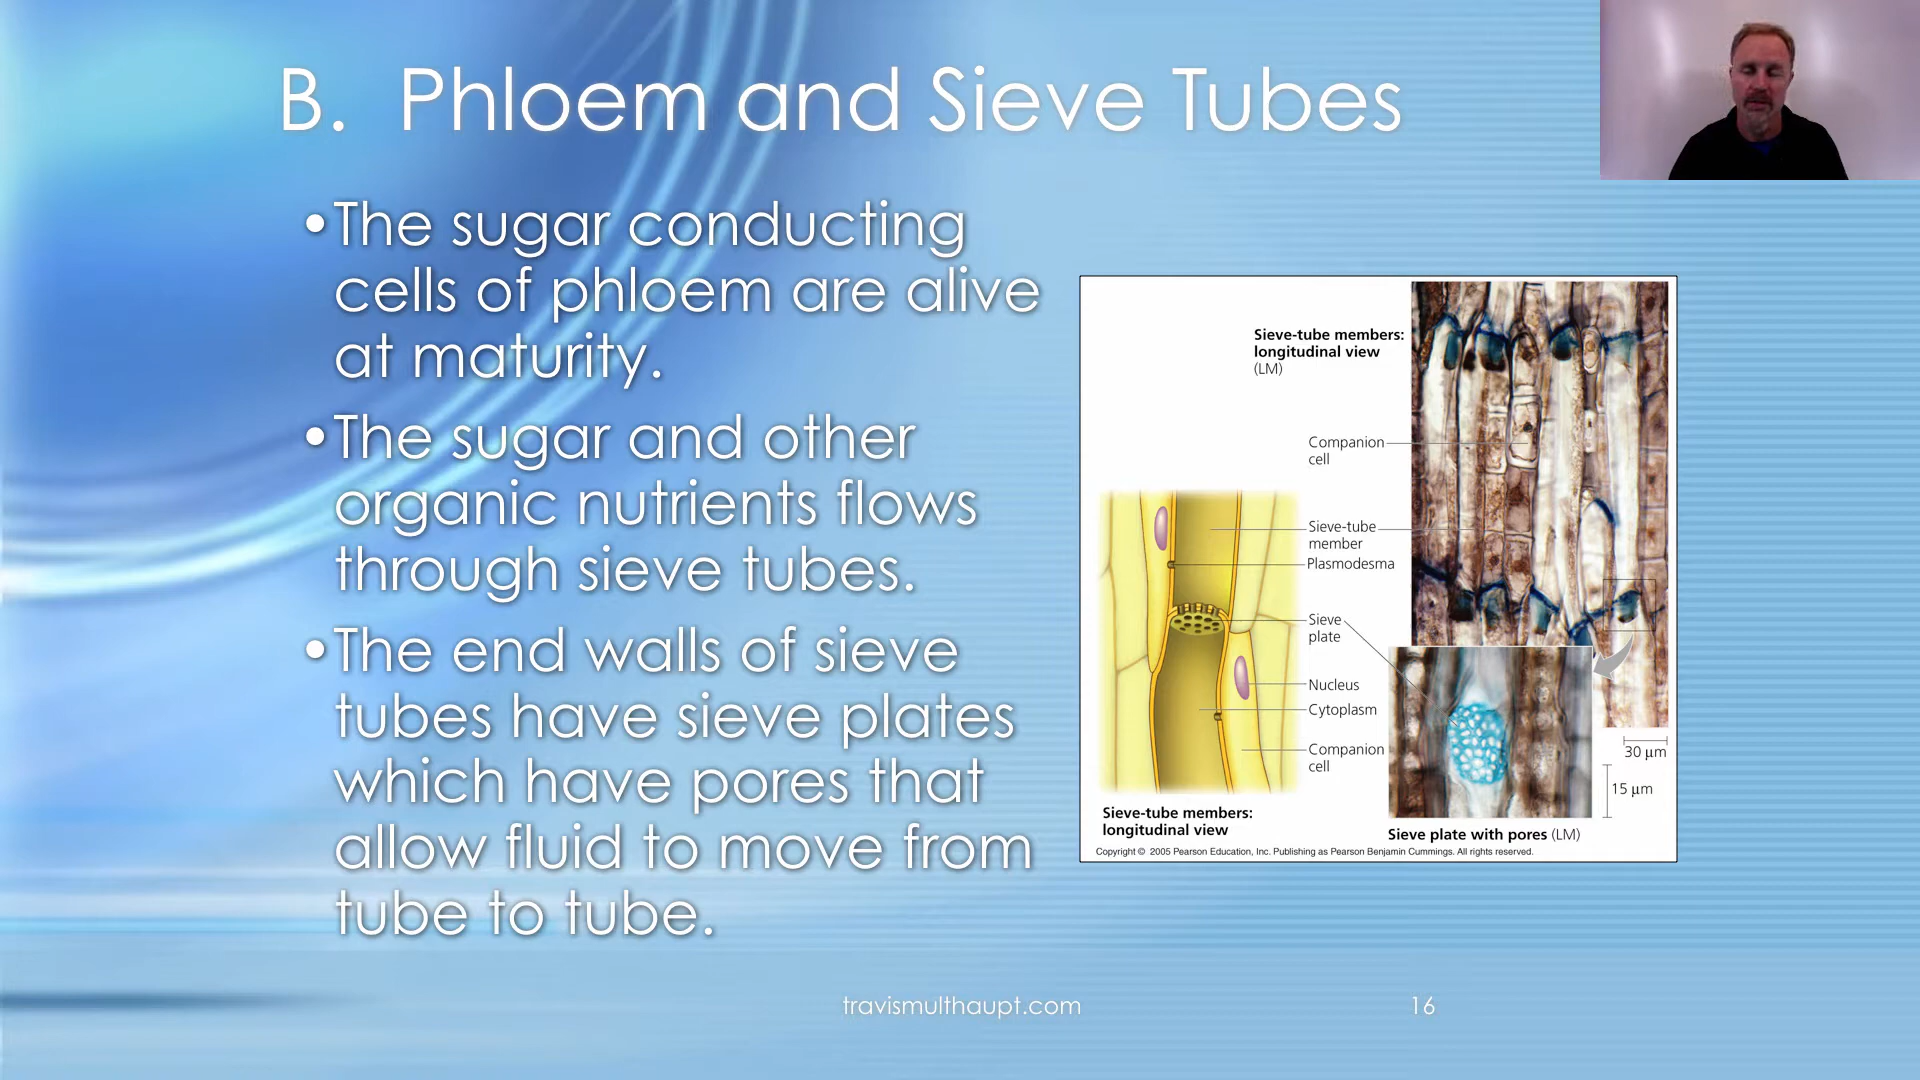 B. Phloem and Sieve Tubes
•The sugar conducting
cells of phloem are alive
at maturity.
•The sugar and other
organic nutrients flows
through sieve tubes.
•The end walls of sieve
tubes have sieve plates
which have pores that
allow fluid to move from
tube to tube.
Sieve-tube members:
longitudinal view
(LM)
Companion
cell
Sieve-tube
member
Plasmodesma
Sieve
plate
Nucleus
Cytoplasm
Companion
cell
30 µm
15 µm
Sieve-tube members:
longitudinal view
Sieve plate with pores (LM)
Copyright © 2005 Pearson Education, Inc. Publishing as Pearson Benjamin Cummings. All rights reserved.
travismulthaupt.com
16